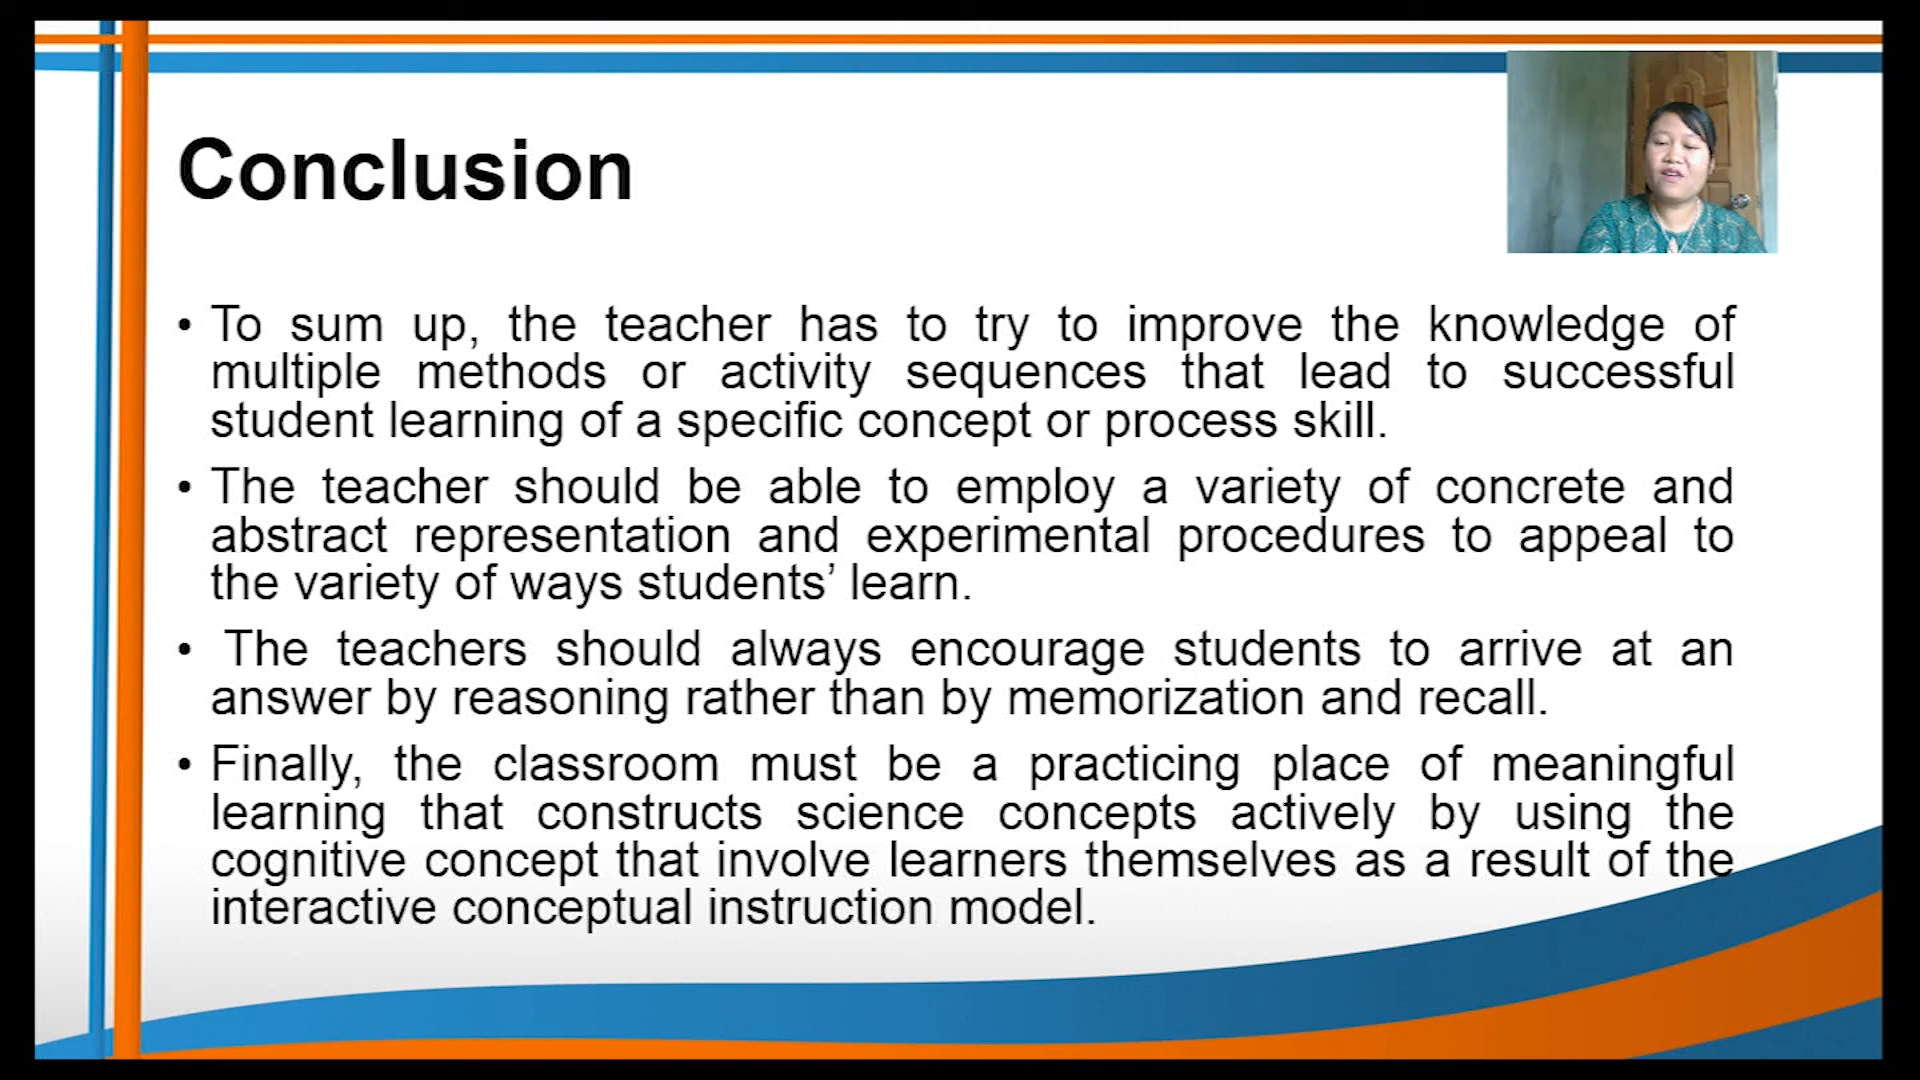 Conclusion
• To sum up, the teacher has to try to improve the knowledge of
multiple methods or activity sequences that lead to successful
student learning of a specific concept or process skill.
• The teacher should be able to employ a variety of concrete and
abstract representation and experimental procedures to appeal to
the variety of ways students’ learn.
• The teachers should always encourage students to arrive at an
answer by reasoning rather than by memorization and recall.
• Finally, the classroom must be a practicing place of meaningful
learning that constructs science concepts actively by using the
cognitive concept that involve learners themselves as a result of the
interactive conceptual instruction model.